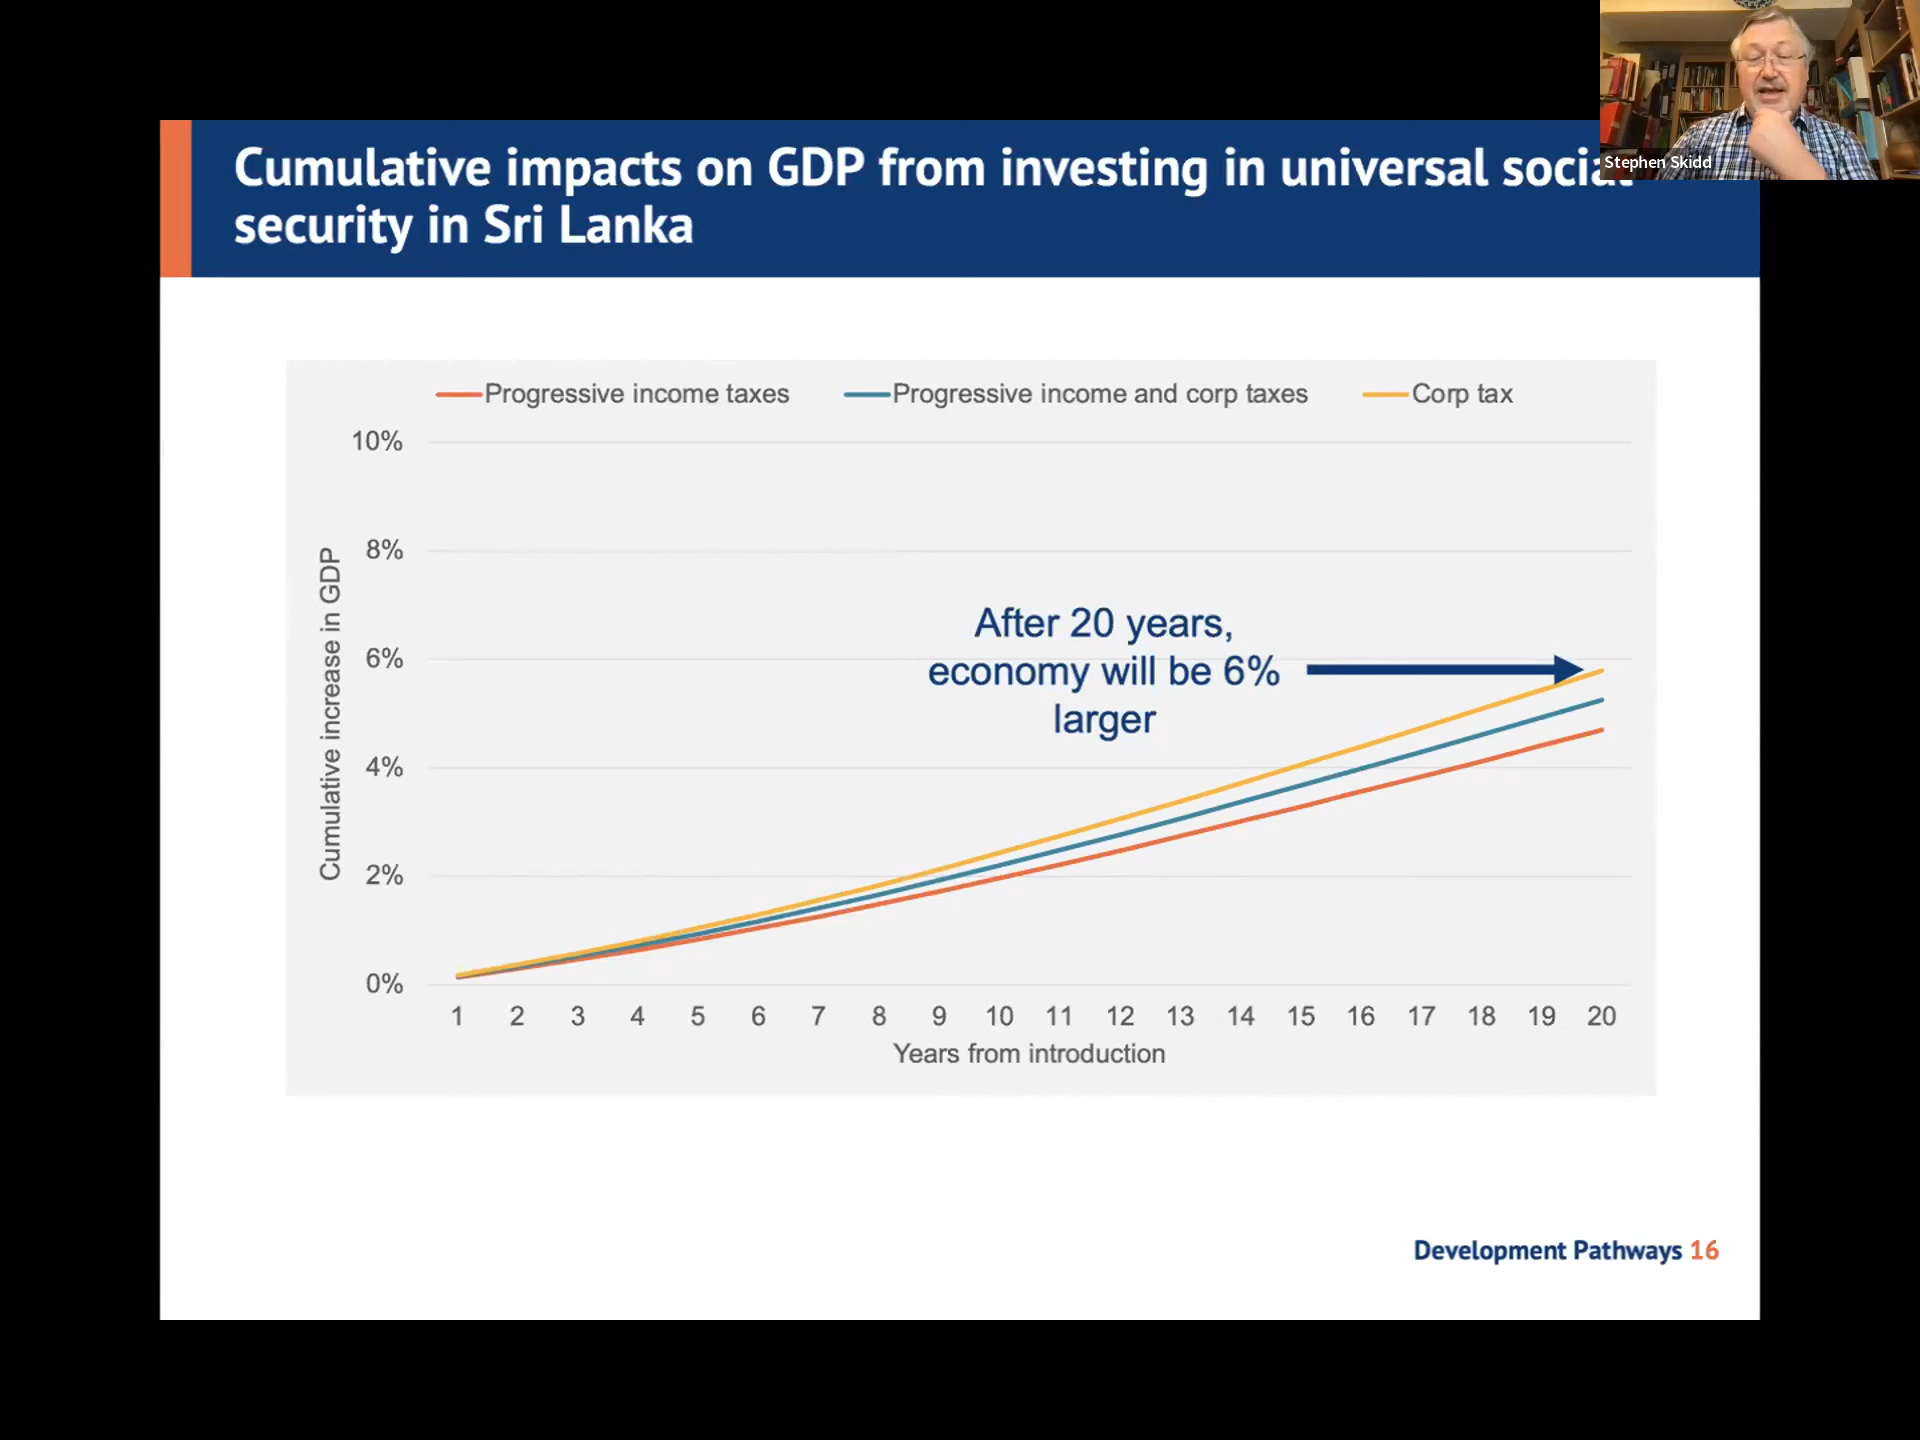 Stephen Skidd
Cumulative impacts on GDP from investing in universal social
security in Sri Lanka
Progressive income taxes
Progressive income and corp taxes
Corp tax
Cumulative increase in GDP
10%
8%
6%
4%
2%
0%
After 20 years,
economy will be 6%
larger
1 2 3 4 5 6 7 8 9 10 11 12 13 14 15 16 17 18 19 20
Years from introduction
Development Pathways 16